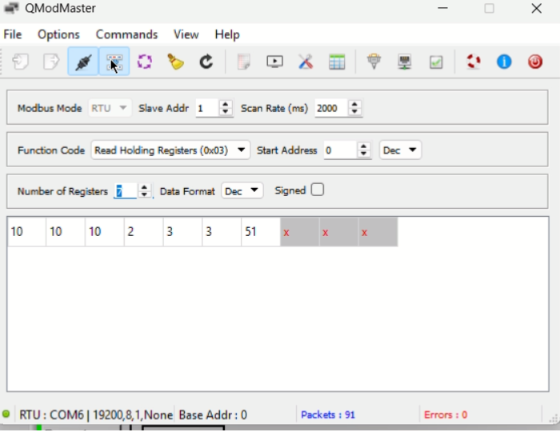 QModMaster
File Options Commands View Help
Modbus Mode RTU Slave Addr 1 Scan Rate (ms) 2000
Function Code Read Holding Registers (0x03) Start Address 0 Dec
Number of Registers 7 Data Format Dec Signed
10 10 10 2 3 3 51 x x x
RTU : COM6 | 19200,8,1,None Base Addr : 0 Packets : 91 Errors : 0